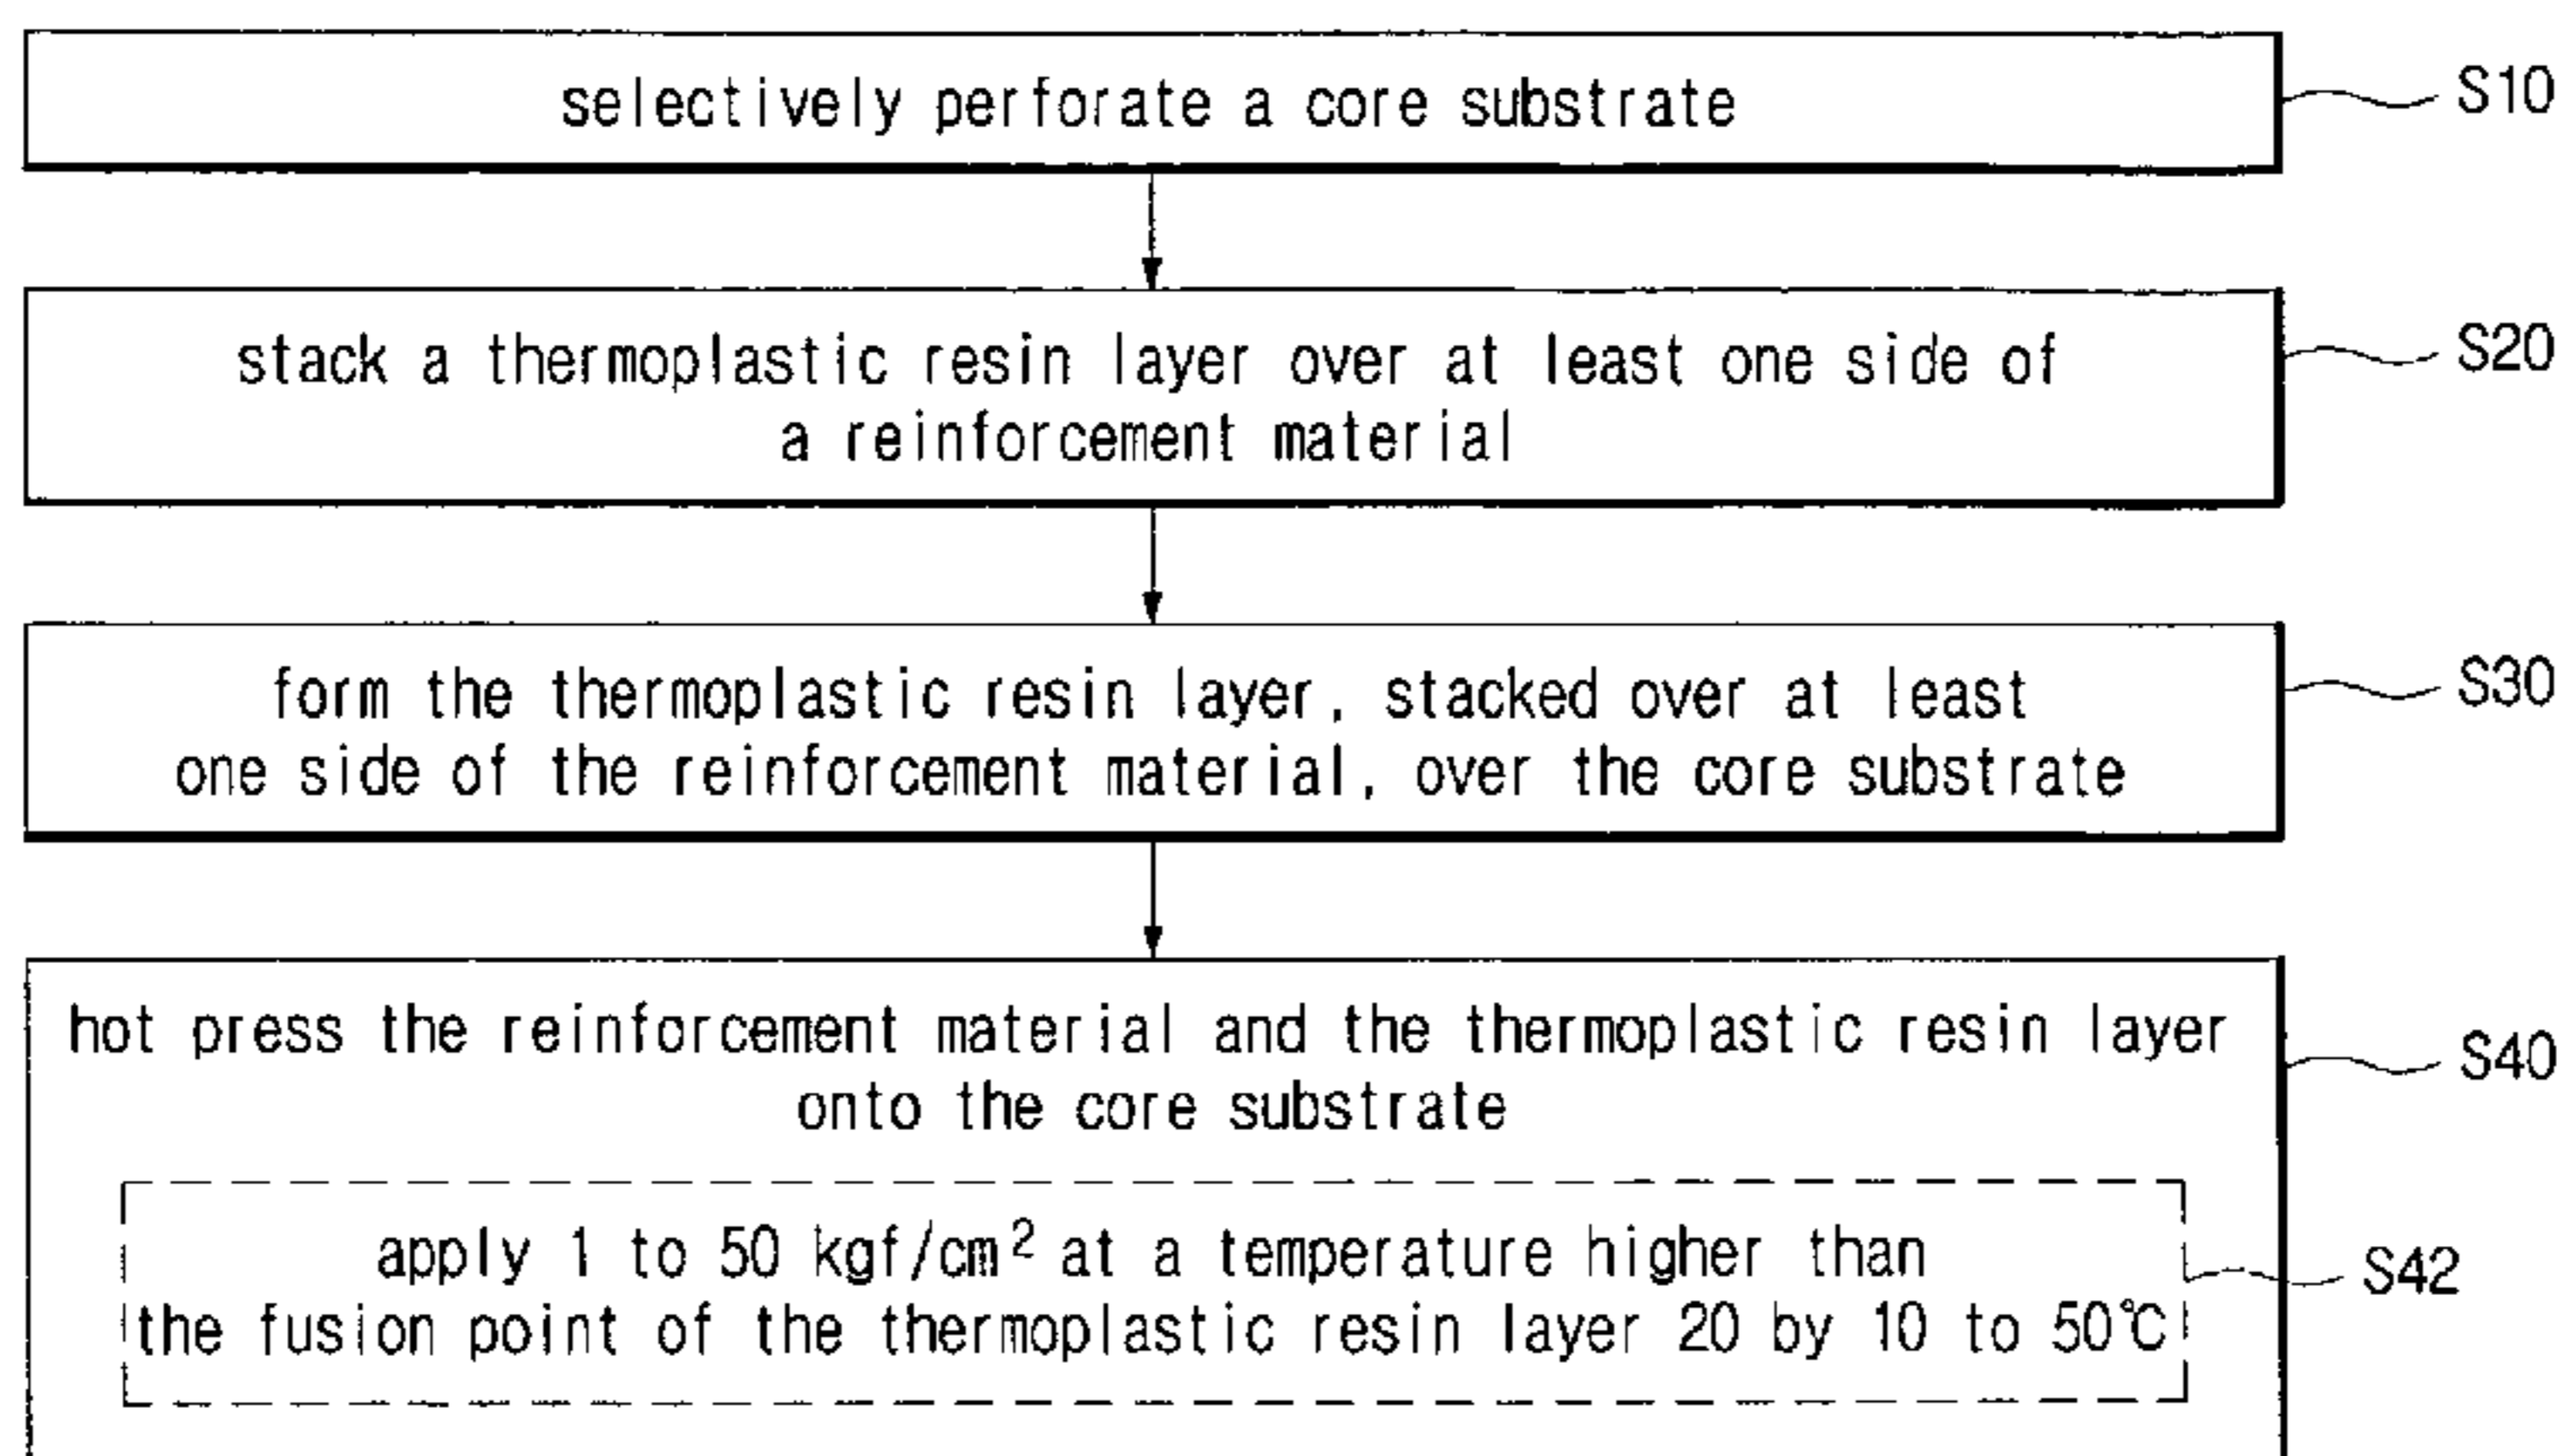 selectively perforate a core substrate
S10
stack a thermoplastic resin layer over at least one side of
a reinforcement material
S20
form the thermoplastic resin layer, stacked over at least
one side of the reinforcement material, over the core substrate
S30
hot press the reinforcement material and the thermoplastic resin layer
onto the core substrate
S40
apply 1 to 50 kgf/cm² at a temperature higher than
the fusion point of the thermoplastic resin layer 20 by 10 to 50℃
S42